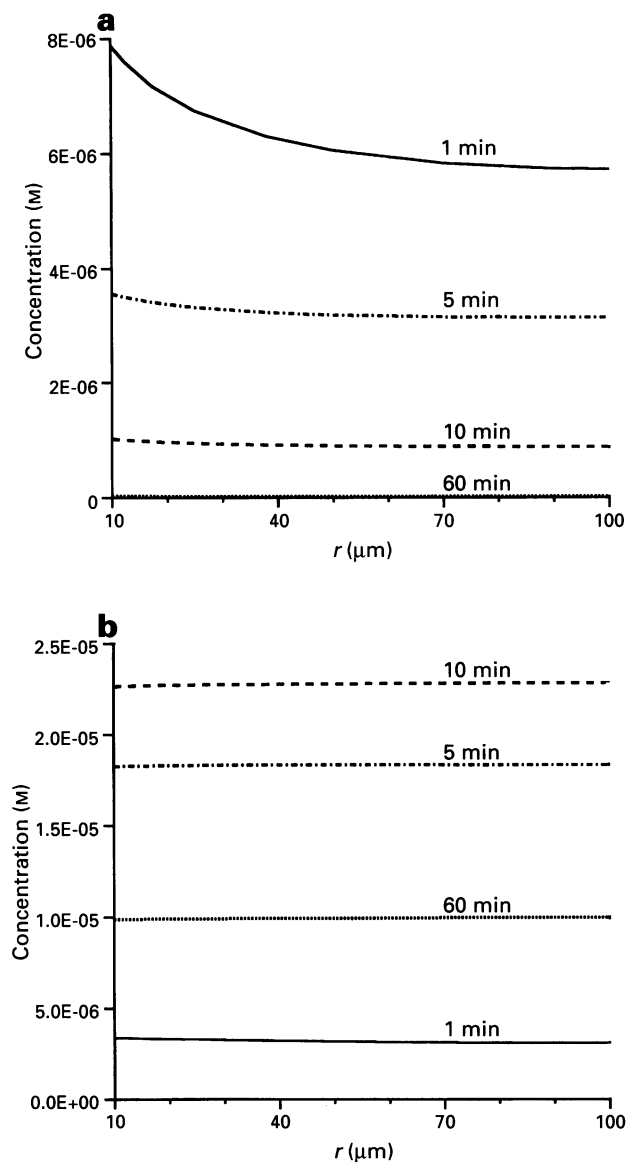 a
8E-06
6E-06
4E-06
2E-06
0
Concentration (M)
1 min
5 min
10 min
60 min
10 40 70 100
r (μm)
b
2.5E-05
2.0E-05
1.5E-05
1.0E-05
5.0E-06
0.0E+00
Concentration (M)
10 min
5 min
60 min
1 min
10 40 70 100
r (μm)